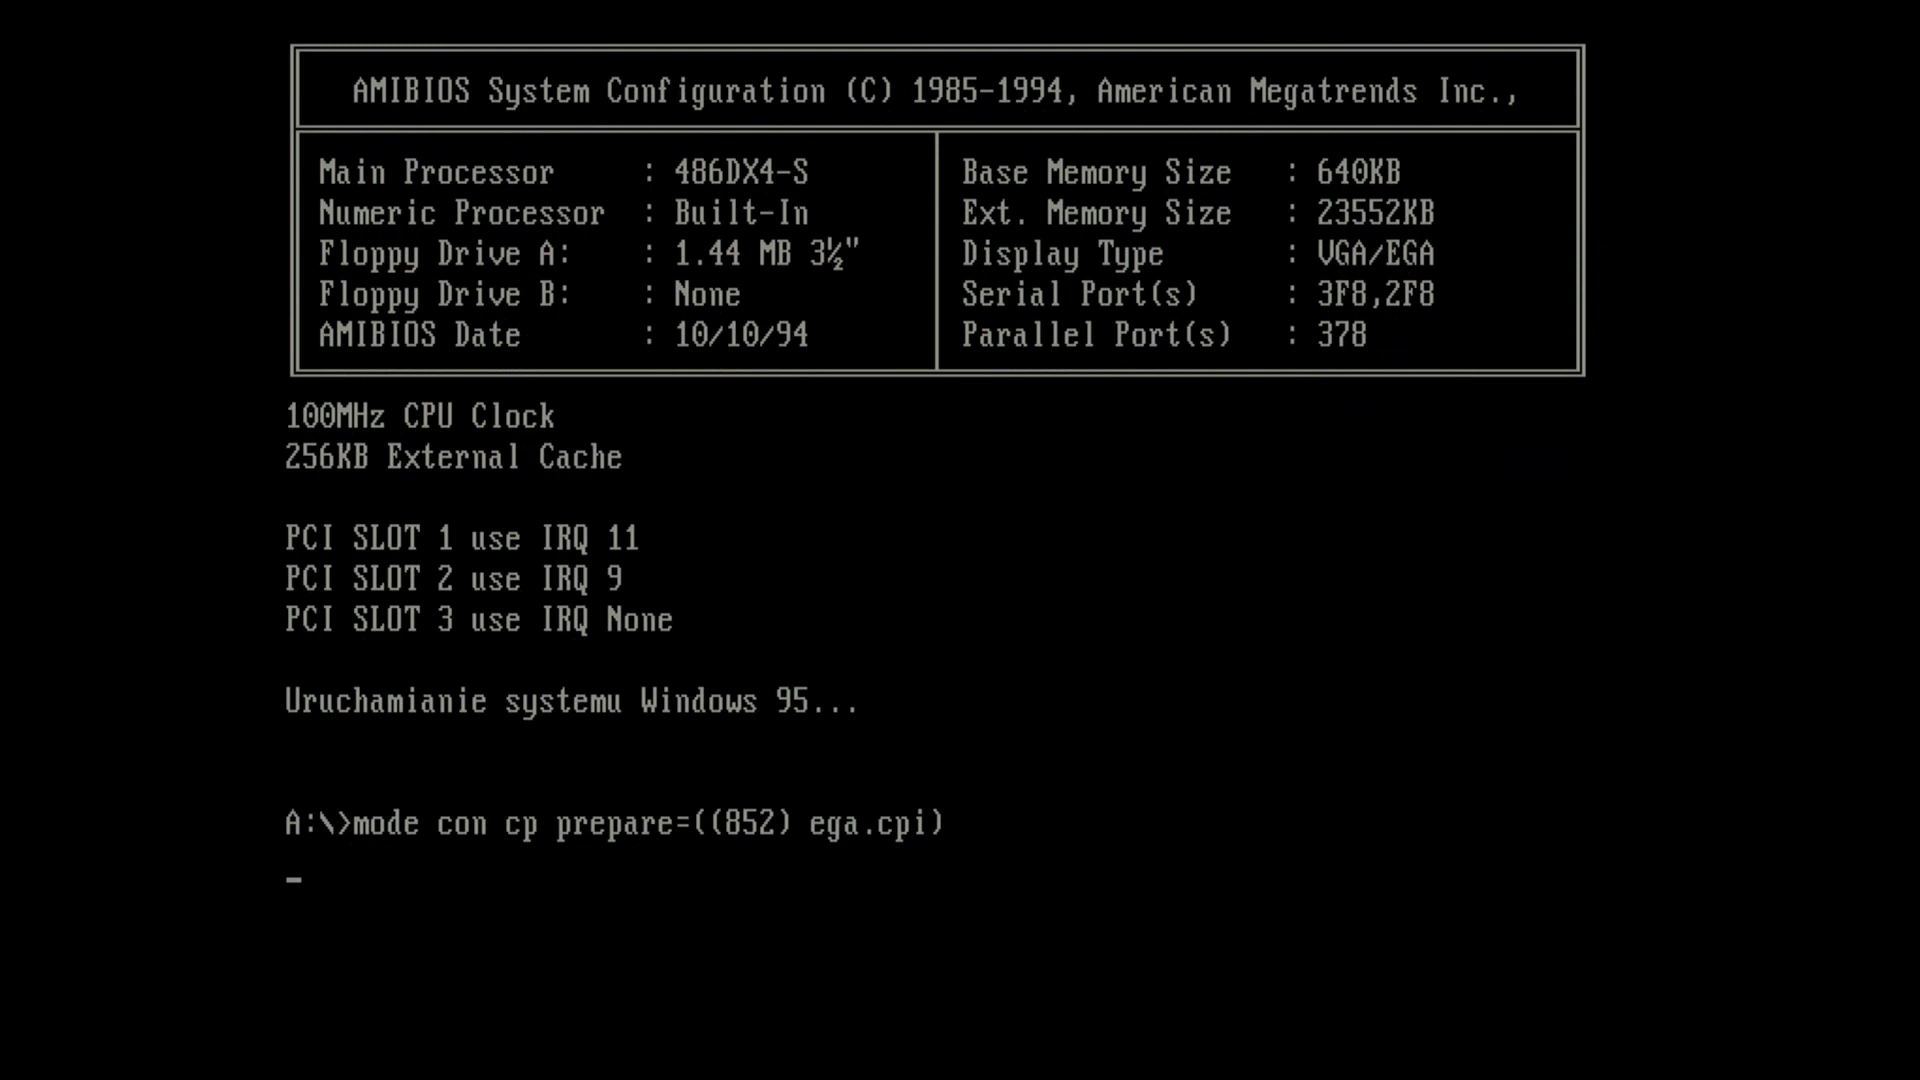 AMIBIOS System Configuration (C) 1985-1994, American Megatrends Inc.,
Main Processor : 486DX4-S
Numeric Processor : Built-In
Floppy Drive A: : 1.44 MB 3½"
Floppy Drive B: : None
AMIBIOS Date : 10/10/94
Base Memory Size : 640KB
Ext. Memory Size : 23552KB
Display Type : VGA/EGA
Serial Port(s) : 3F8,2F8
Parallel Port(s) : 378
100MHz CPU Clock
256KB External Cache
PCI SLOT 1 use IRQ 11
PCI SLOT 2 use IRQ 9
PCI SLOT 3 use IRQ None
Uruchamianie systemu Windows 95...
A:\>mode con cp prepare=((852) ega.cpi)
_